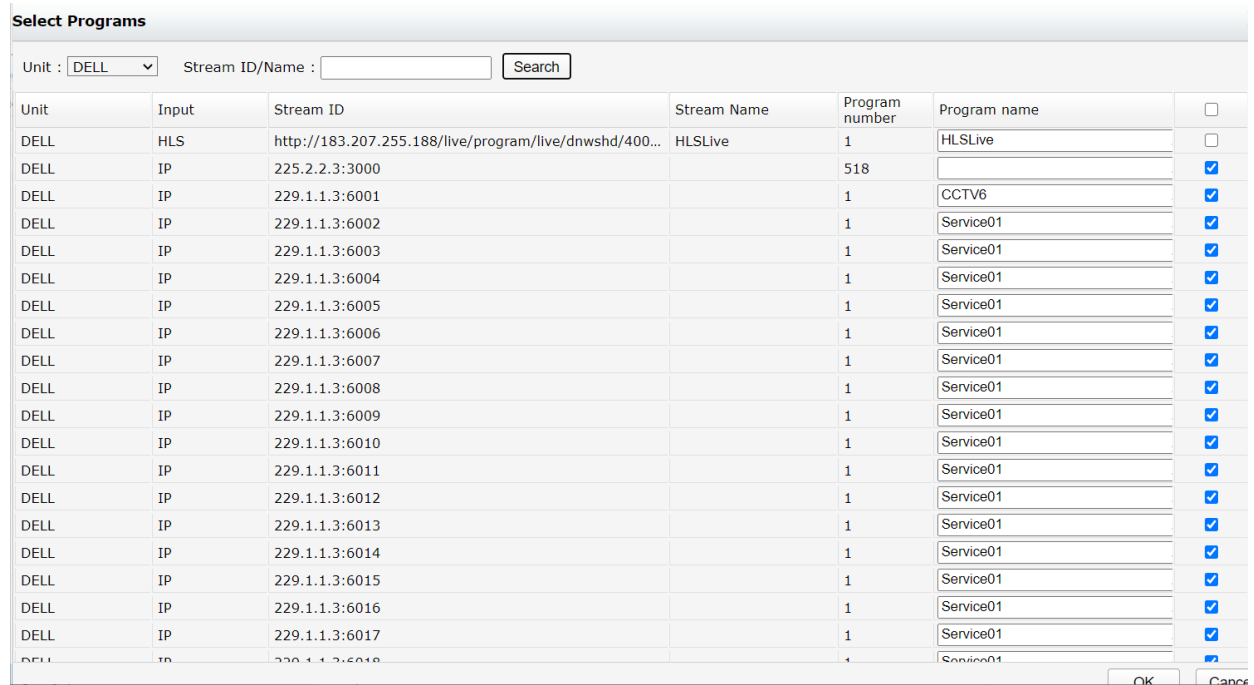 Select Programs
Unit : DELL Stream ID/Name : Search
Unit Input Stream ID Stream Name Program number Program name
DELL HLS http://183.207.255.188/live/program/live/dnwshd/400... HLSLive 1 HLSLive
DELL IP 225.2.2.3:3000 518
DELL IP 229.1.1.3:6001 1 CCTV6
DELL IP 229.1.1.3:6002 1 Service01
DELL IP 229.1.1.3:6003 1 Service01
DELL IP 229.1.1.3:6004 1 Service01
DELL IP 229.1.1.3:6005 1 Service01
DELL IP 229.1.1.3:6006 1 Service01
DELL IP 229.1.1.3:6007 1 Service01
DELL IP 229.1.1.3:6008 1 Service01
DELL IP 229.1.1.3:6009 1 Service01
DELL IP 229.1.1.3:6010 1 Service01
DELL IP 229.1.1.3:6011 1 Service01
DELL IP 229.1.1.3:6012 1 Service01
DELL IP 229.1.1.3:6013 1 Service01
DELL IP 229.1.1.3:6014 1 Service01
DELL IP 229.1.1.3:6015 1 Service01
DELL IP 229.1.1.3:6016 1 Service01
DELL IP 229.1.1.3:6017 1 Service01
DELL IP 229.1.1.3:6018 1 Service01
OK Cance